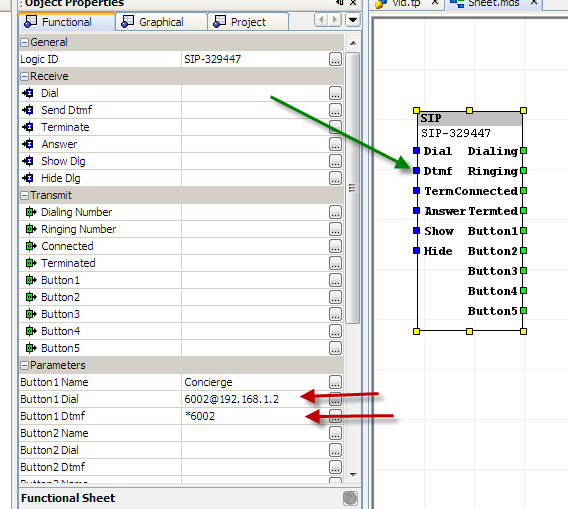 Object Properties
Functional Graphical Project
General
Logic ID SIP-329447 ...
Receive
Dial ...
Send Dtmf ...
Terminate ...
Answer ...
Show Dlg ...
Hide Dlg ...
Transmit
Dialing Number ...
Ringing Number ...
Connected ...
Terminated ...
Button1 ...
Button2 ...
Button3 ...
Button4 ...
Button5 ...
Parameters
Button1 Name Concierge ...
Button1 Dial 6002@192.168.1.2 ...
Button1 Dtmf *6002 ...
Button2 Name ...
Button2 Dial ...
Button2 Dtmf ...
Button3 Name
Functional Sheet
vid.tp Sheet.mds
SIP
SIP-329447
Dial Dialing
Dtmf Ringing
TermConnected
Answer Termted
Show Button1
Hide Button2
Button3
Button4
Button5